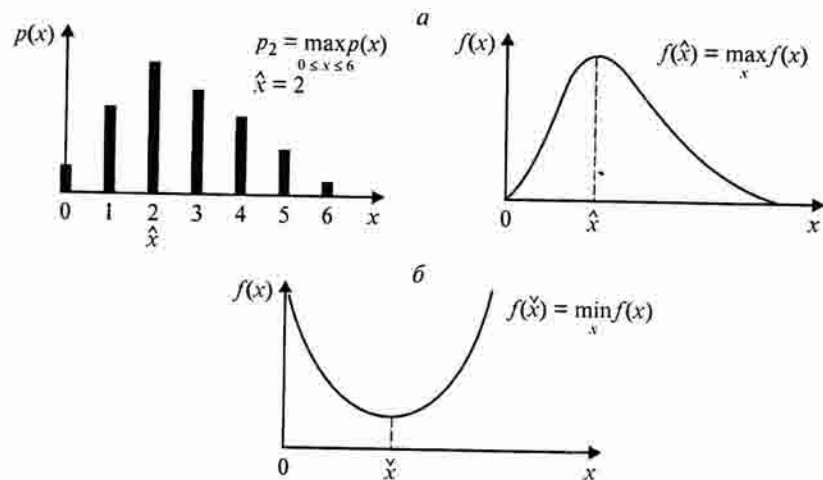 а
p(x)
p₂ = max p(x)
0 ≤ x ≤ 6
x̂ = 2
0 1 2 3 4 5 6 x
x̂
f(x)
f(x̂) = max f(x)
x
0 x̂ x
б
f(x)
f(x̌) = min f(x)
x
0 x̌ x